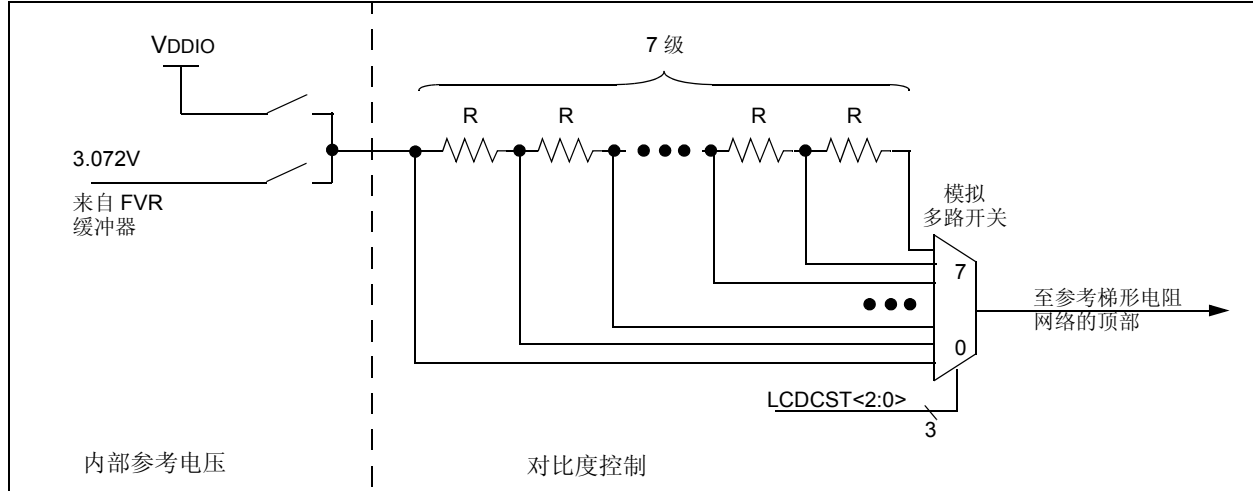 VDDIO
7 级
R
R
R
R
3.072V
来自 FVR
缓冲器
模拟
多路开关
7
0
至参考梯形电阻
网络的顶部
LCDCST<2:0>
3
内部参考电压
对比度控制